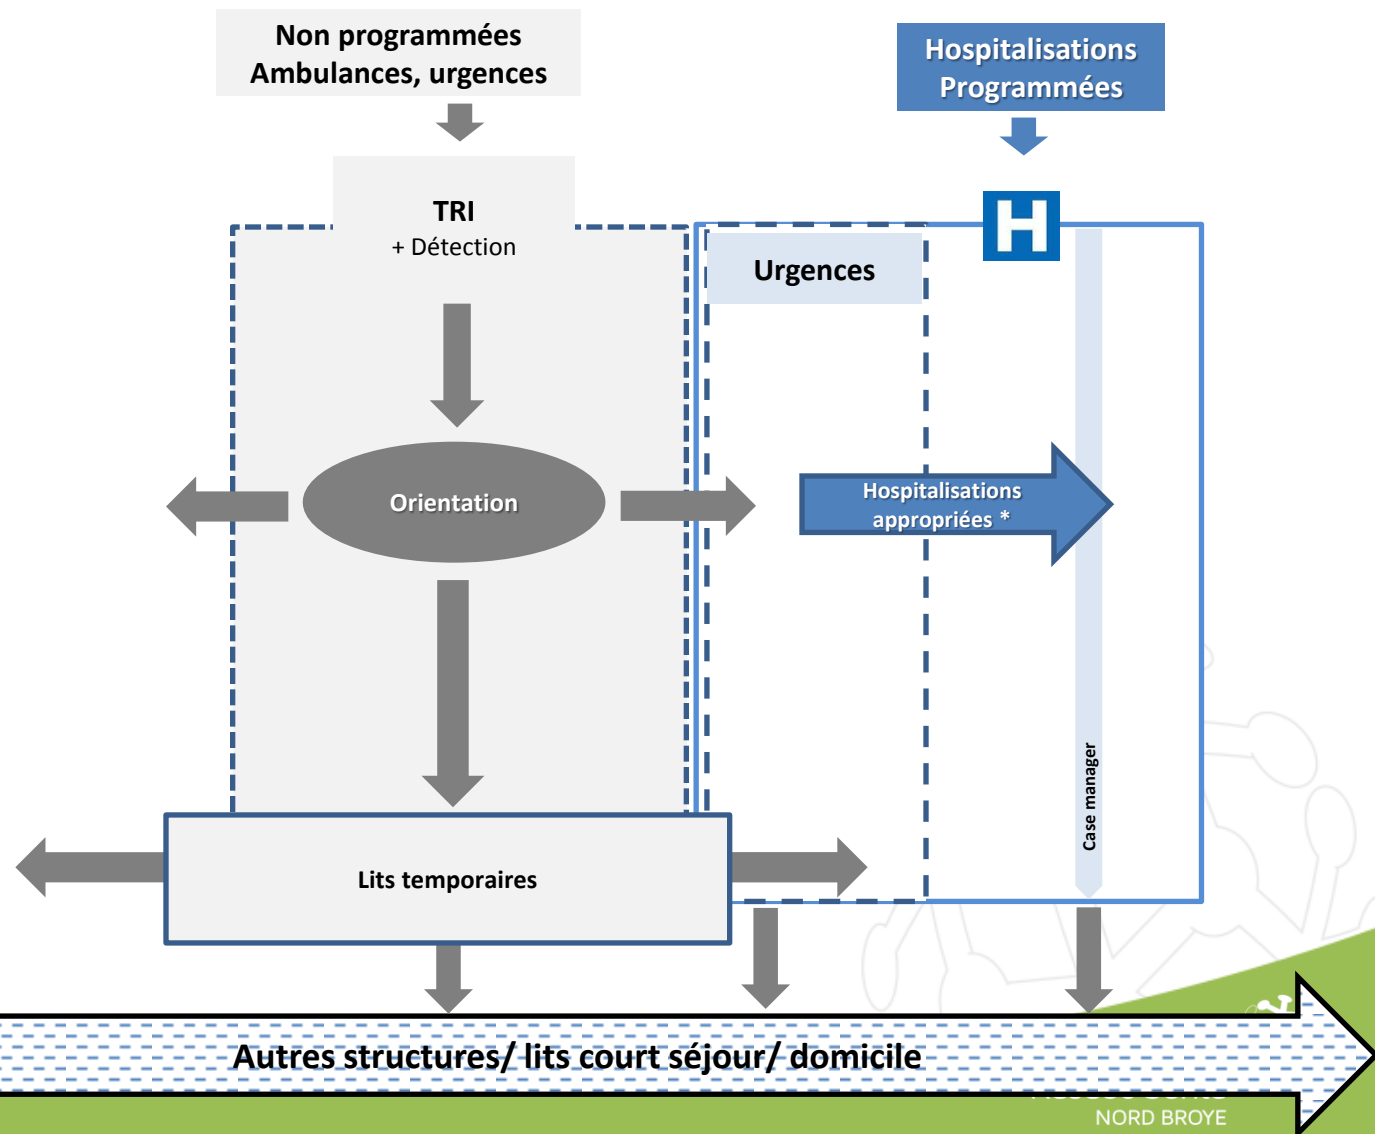 Non programmées
Ambulances, urgences
Hospitalisations
Programmées
TRI
+ Détection
H
Urgences
Orientation
Hospitalisations
appropriées *
Case manager
Lits temporaires
Autres structures/ lits court séjour/ domicile
NORD BROYE